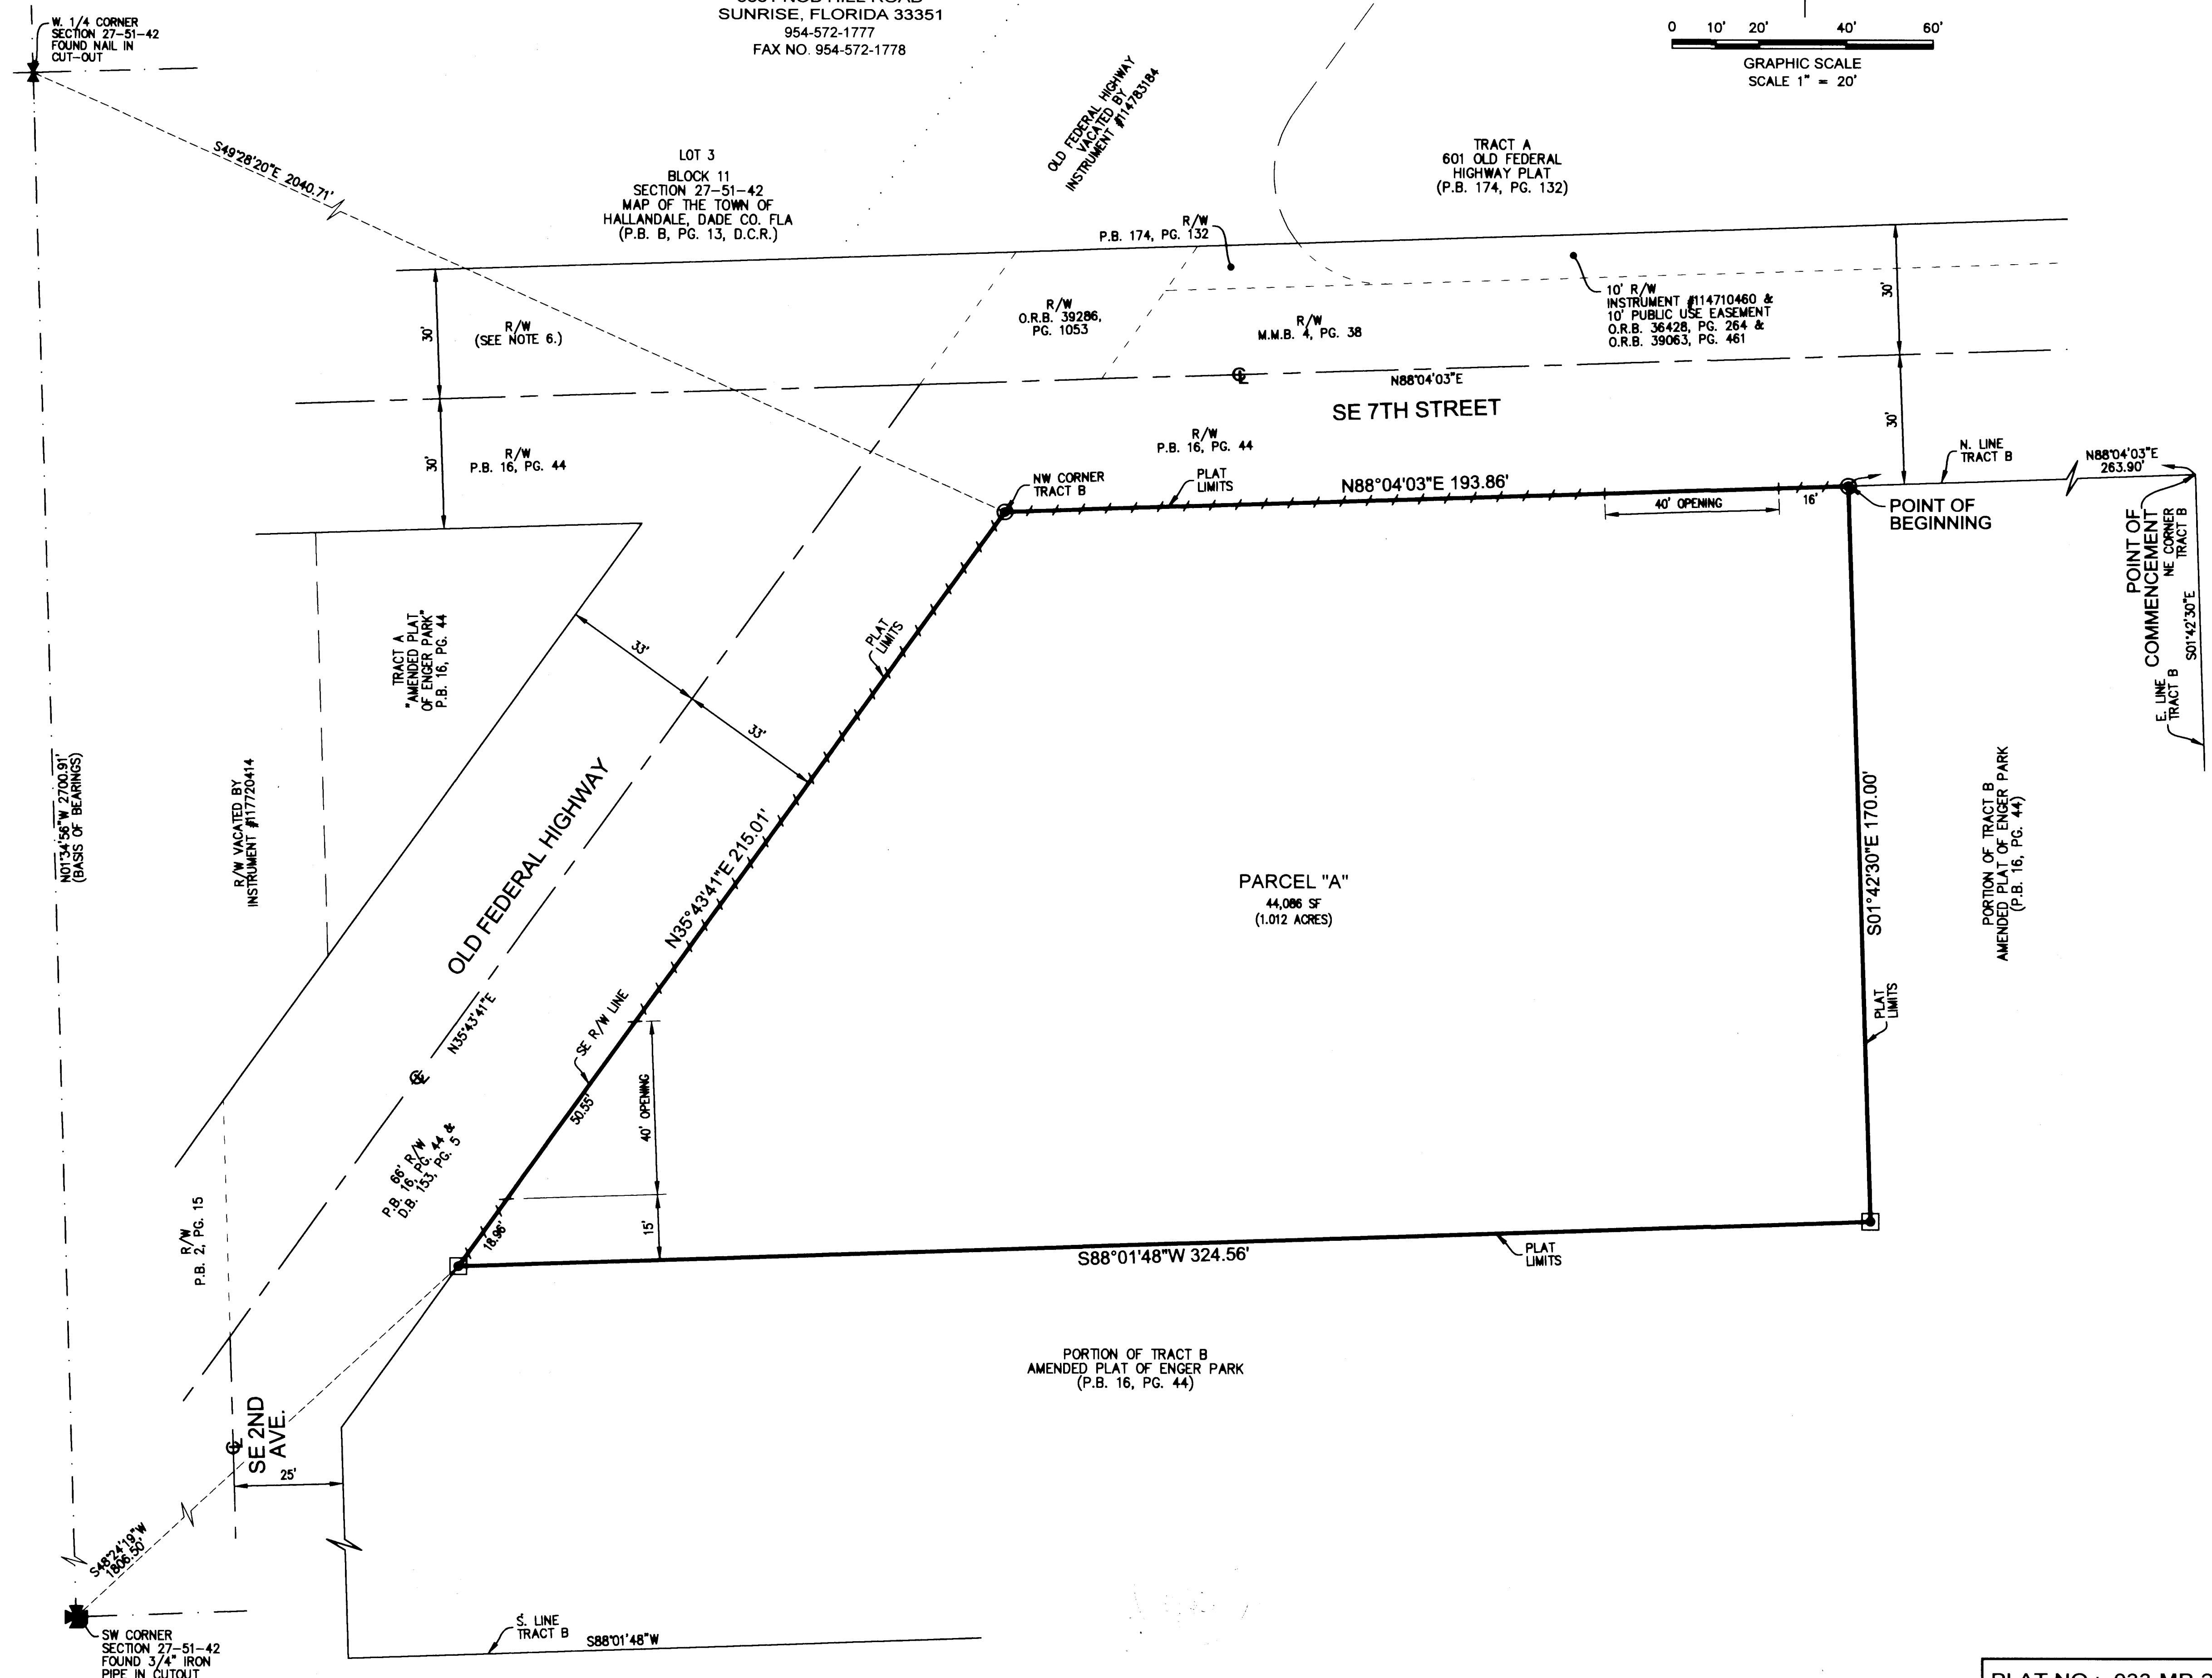 SUNRISE, FLORIDA 33351
954-572-1777
FAX NO. 954-572-1778
0 10' 20' 40' 60'
GRAPHIC SCALE
SCALE 1" = 20'
W. 1/4 CORNER
SECTION 27-51-42
FOUND NAIL IN
CUT-OUT
S49°28'20"E 2040.71'
LOT 3
BLOCK 11
SECTION 27-51-42
MAP OF THE TOWN OF
HALLANDALE, DADE CO. FLA
(P.B. B, PG. 13, D.C.R.)
OLD FEDERAL HIGHWAY
VACATED BY
INSTRUMENT #114783184
TRACT A
601 OLD FEDERAL
HIGHWAY PLAT
(P.B. 174, PG. 132)
R/W
P.B. 174, PG. 132
30'
R/W
(SEE NOTE 6.)
R/W
O.R.B. 39286,
PG. 1053
R/W
M.M.B. 4, PG. 38
10' R/W
INSTRUMENT #114710460 &
10' PUBLIC USE EASEMENT
O.R.B. 36428, PG. 264 &
O.R.B. 39063, PG. 461
30'
N88°04'03"E
SE 7TH STREET
30'
R/W
P.B. 16, PG. 44
R/W
P.B. 16, PG. 44
30'
N. LINE
TRACT B
N88°04'03"E
263.90'
NW CORNER
TRACT B
PLAT
LIMITS
N88°04'03"E 193.86'
40' OPENING
16'
POINT OF
BEGINNING
POINT OF
COMMENCEMENT
NE CORNER
TRACT B
S01°42'30"E
E. LINE
TRACT B
TRACT A
"AMENDED PLAT
OF ENGER PARK"
P.B. 16, PG. 44
33'
33'
PLAT
LIMITS
N01°34'56"W 2700.91'
(BASIS OF BEARINGS)
R/W VACATED BY
INSTRUMENT #117720414
OLD FEDERAL HIGHWAY
N35°43'41"E 215.01'
PARCEL "A"
44,086 SF
(1.012 ACRES)
S01°42'30"E 170.00'
PORTION OF TRACT B
AMENDED PLAT OF ENGER PARK
(P.B. 16, PG. 44)
PLAT
LIMITS
N35°43'41"E
SE R/W LINE
50.55'
40' OPENING
66' R/W
P.B. 16, PG. 44 &
D.B. 153, PG. 5
R/W
P.B. 2, PG. 15
18.96'
15'
S88°01'48"W 324.56'
PLAT
LIMITS
PORTION OF TRACT B
AMENDED PLAT OF ENGER PARK
(P.B. 16, PG. 44)
SE 2ND
AVE.
25'
S48°24'19"W
1806.50'
SW CORNER
SECTION 27-51-42
FOUND 3/4" IRON
PIPE IN CUTOUT
S. LINE
TRACT B
S88°01'48"W